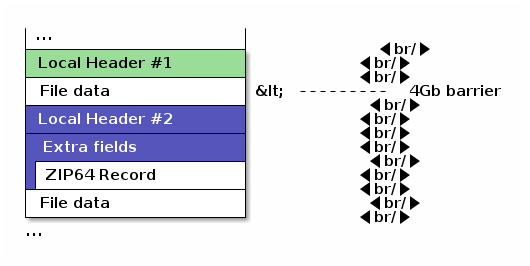 ...
◀ br/ ▶
Local Header #1 ◀ br/ ▶
◀ br/ ▶
File data &lt; --------- 4Gb barrier
◀ br/ ▶
Local Header #2 ◀ br/ ▶
◀ br/ ▶
Extra fields ◀ br/ ▶
◀ br/ ▶
ZIP64 Record ◀ br/ ▶
◀ br/ ▶
File data ◀ br/ ▶
◀ br/ ▶
...